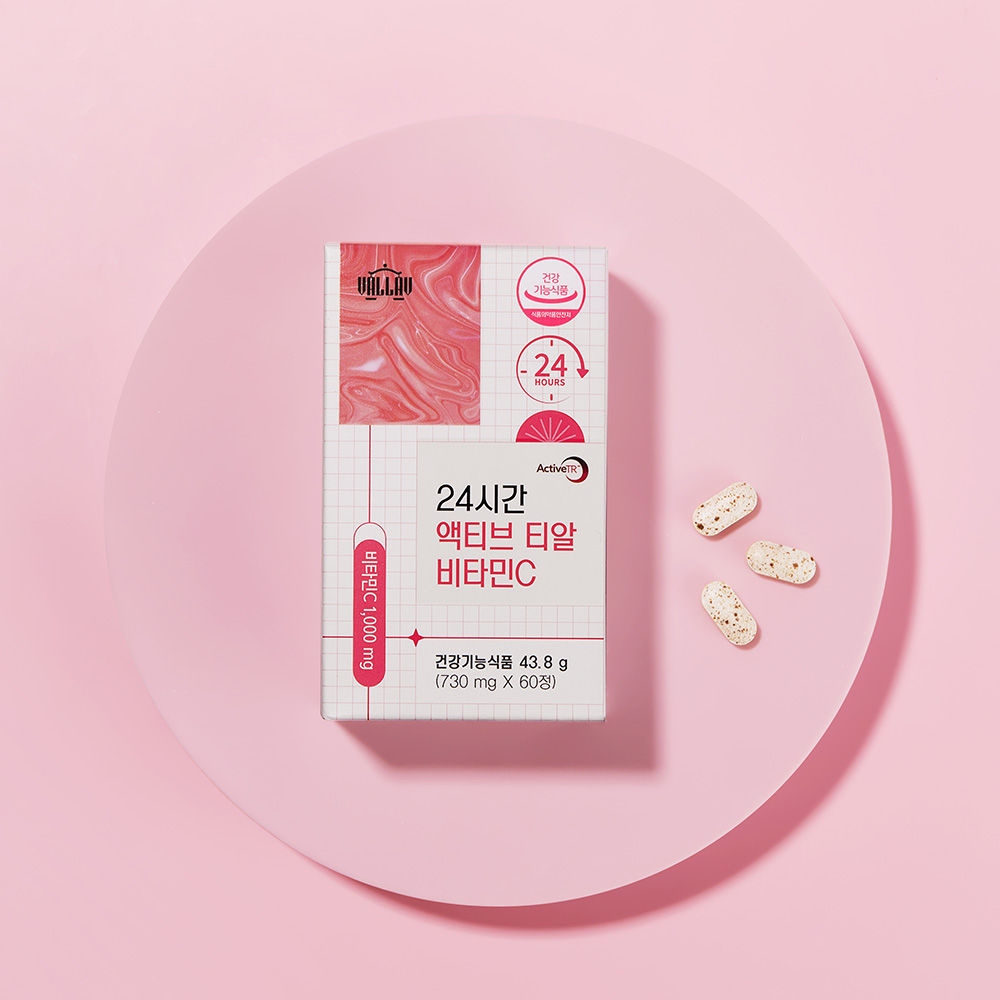 VALLAV
건강
기능식품
식품의약품안전처
24
HOURS
ActiveTR™
24시간
액티브 티알
비타민C
비타민C 1,000 mg
건강기능식품 43.8 g
(730 mg X 60정)